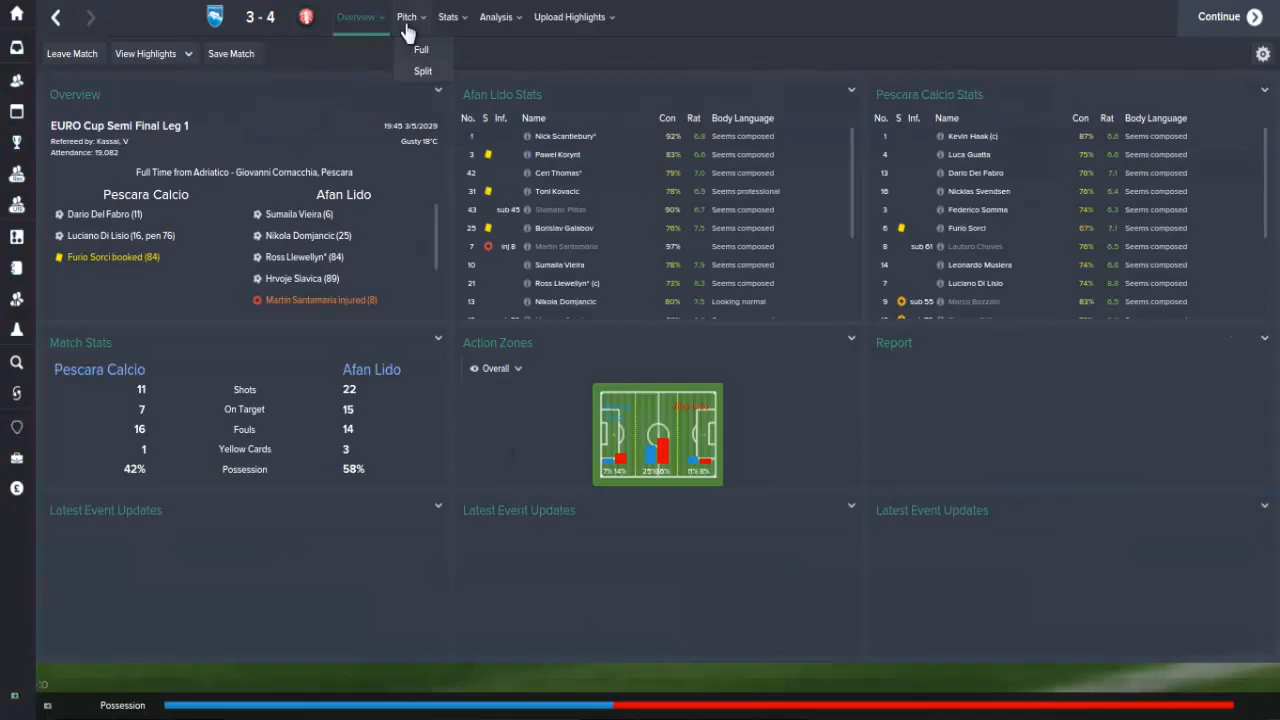 3 - 4
Overview
Pitch
Stats
Analysis
Upload Highlights
Continue
Full
Split
Leave Match
View Highlights
Save Match
Overview
EURO Cup Semi Final Leg 1
19:45 3/5/2029
Refereed by: Kassai, V
Gusty 18°C
Attendance: 19,082
Full Time from Adriatico - Giovanni Cornacchia, Pescara
Pescara Calcio
Afan Lido
Dario Del Fabro (11)
Sumaila Vieira (6)
Luciano Di Lisio (16, pen 76)
Nikola Domjancic (25)
Furio Sorci booked (84)
Ross Llewellyn* (84)
Hrvoje Slavica (89)
Martin Santamaria injured (8)
Afan Lido Stats
No. S Inf. Name Con Rat Body Language
1 Nick Scantlebury* 92% 6.8 Seems composed
3 Pawel Korynt 83% 6.6 Seems composed
42 Ceri Thomas* 79% 7.0 Seems composed
31 Toni Kovacic 76% 6.9 Seems professional
43 sub 45 90% 6.7 Seems composed
25 Borislav Galabov 76% 7.5 Seems composed
7 inj 8 Martin Santamaria 97% Seems composed
10 Sumaila Vieira 78% 7.9 Seems composed
21 Ross Llewellyn* (c) 73% 8.3 Seems composed
13 Nikola Domjancic 80% 7.5 Looking normal
Pescara Calcio Stats
No. S Inf. Name Con Rat Body Language
1 Kevin Haak (c) 87% 6.6 Seems composed
4 Luca Guatta 75% 6.6 Seems composed
13 Dario Del Fabro 76% 7.1 Seems composed
16 Nicklas Svendsen 76% 6.4 Seems composed
3 Federico Somma 74% 6.3 Seems composed
6 Furio Sorci 67% 7.1 Seems composed
8 sub 61 Lautaro Chaves 76% 6.5 Seems composed
14 Leonardo Musiera 74% 6.8 Seems composed
7 Luciano Di Lisio 74% 8.8 Seems composed
9 sub 55 Marco Bozzato 83% 6.5 Seems composed
Match Stats
Pescara Calcio
Afan Lido
11 Shots 22
7 On Target 15
16 Fouls 14
1 Yellow Cards 3
42% Possession 58%
Action Zones
Overall
7% 14%
25% 36%
11% 8%
Report
Latest Event Updates
Latest Event Updates
Latest Event Updates
Possession